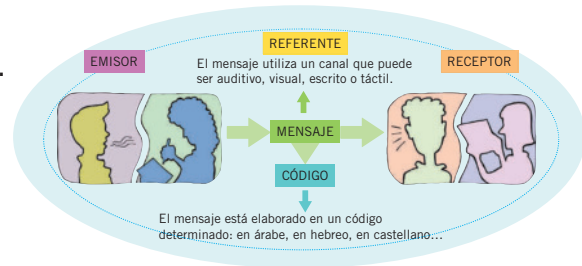 REFERENTE
EMISOR
El mensaje utiliza un canal que puede
ser auditivo, visual, escrito o táctil.
RECEPTOR
MENSAJE
CÓDIGO
El mensaje está elaborado en un código
determinado: en árabe, en hebreo, en castellano…